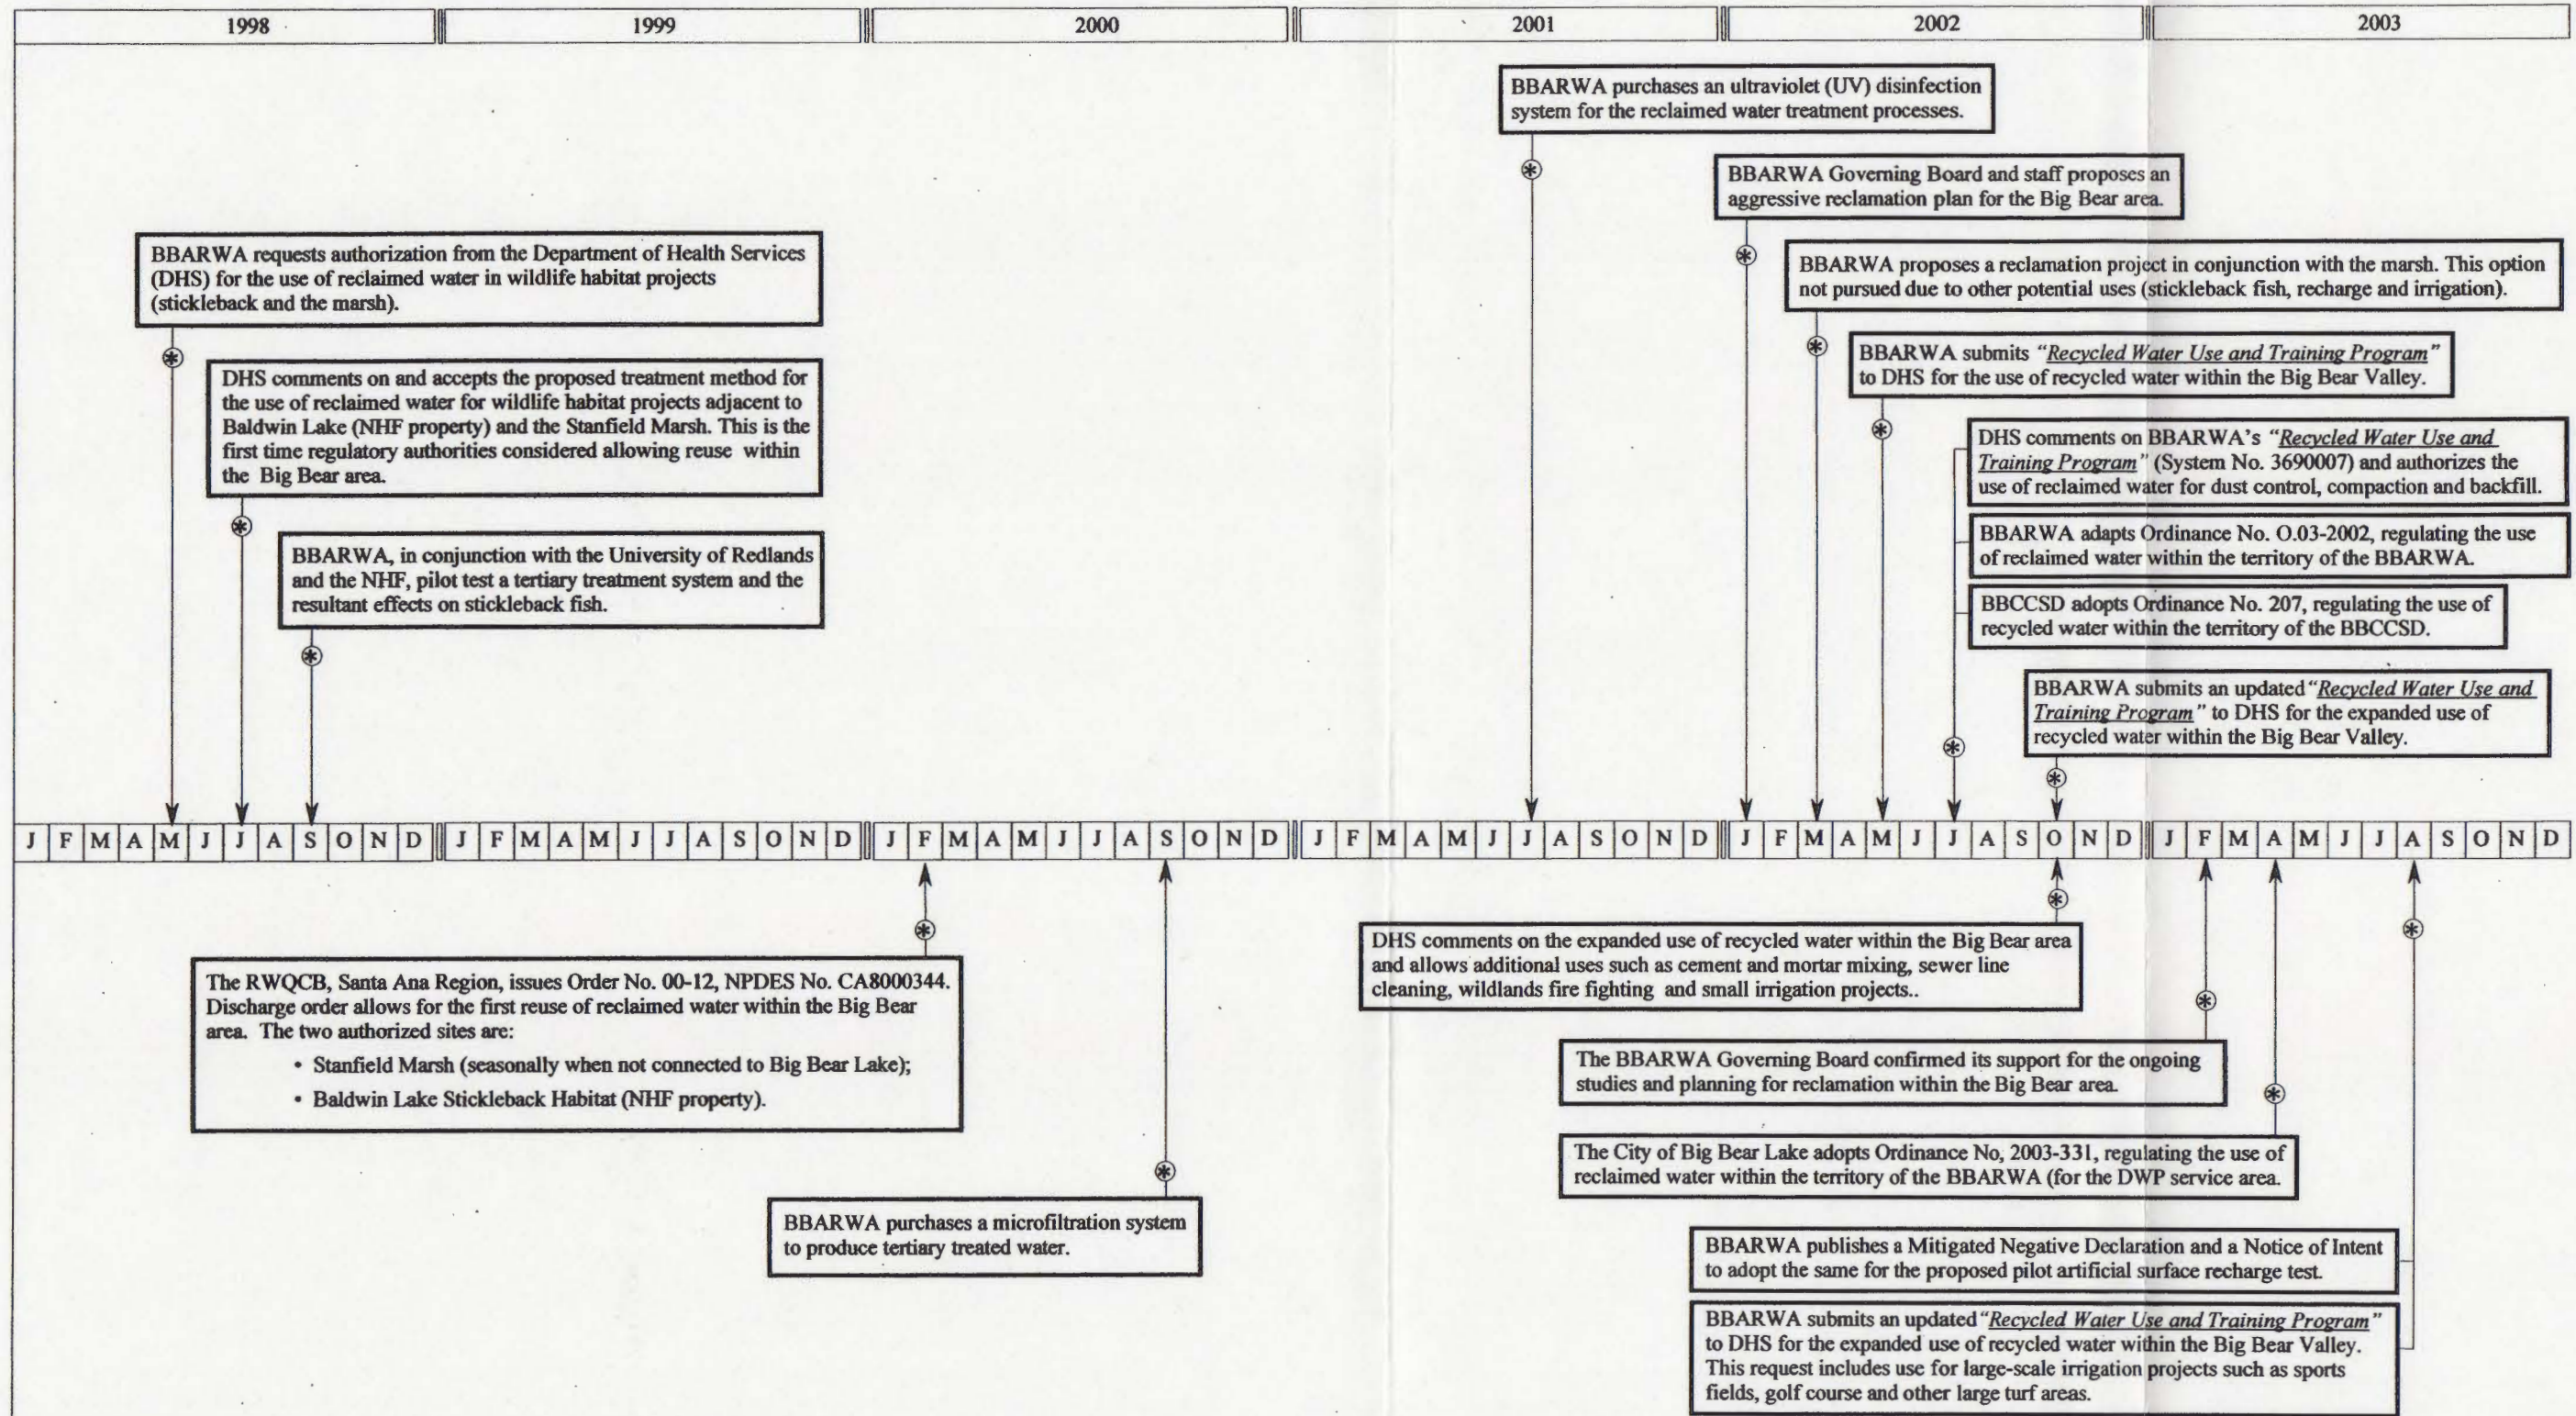 1998
1999
2000
2001
2002
2003
BBARWA purchases an ultraviolet (UV) disinfection
system for the reclaimed water treatment processes.
BBARWA Governing Board and staff proposes an
aggressive reclamation plan for the Big Bear area.
BBARWA requests authorization from the Department of Health Services
(DHS) for the use of reclaimed water in wildlife habitat projects
(stickleback and the marsh).
BBARWA proposes a reclamation project in conjunction with the marsh. This option
not pursued due to other potential uses (stickleback fish, recharge and irrigation).
BBARWA submits "Recycled Water Use and Training Program"
to DHS for the use of recycled water within the Big Bear Valley.
DHS comments on and accepts the proposed treatment method for
the use of reclaimed water for wildlife habitat projects adjacent to
Baldwin Lake (NHF property) and the Stanfield Marsh. This is the
first time regulatory authorities considered allowing reuse within
the Big Bear area.
DHS comments on BBARWA's "Recycled Water Use and
Training Program" (System No. 3690007) and authorizes the
use of reclaimed water for dust control, compaction and backfill.
BBARWA adapts Ordinance No. O.03-2002, regulating the use
of reclaimed water within the territory of the BBARWA.
BBARWA, in conjunction with the University of Redlands
and the NHF, pilot test a tertiary treatment system and the
resultant effects on stickleback fish.
BBCCSD adopts Ordinance No. 207, regulating the use of
recycled water within the territory of the BBCCSD.
BBARWA submits an updated "Recycled Water Use and
Training Program" to DHS for the expanded use of
recycled water within the Big Bear Valley.
J F M A M J J A S O N D J F M A M J J A S O N D J F M A M J J A S O N D J F M A M J J A S O N D J F M A M J J A S O N D J F M A M J J A S O N D
The RWQCB, Santa Ana Region, issues Order No. 00-12, NPDES No. CA8000344.
Discharge order allows for the first reuse of reclaimed water within the Big Bear
area. The two authorized sites are:
• Stanfield Marsh (seasonally when not connected to Big Bear Lake);
• Baldwin Lake Stickleback Habitat (NHF property).
DHS comments on the expanded use of recycled water within the Big Bear area
and allows additional uses such as cement and mortar mixing, sewer line
cleaning, wildlands fire fighting and small irrigation projects..
The BBARWA Governing Board confirmed its support for the ongoing
studies and planning for reclamation within the Big Bear area.
The City of Big Bear Lake adopts Ordinance No, 2003-331, regulating the use of
reclaimed water within the territory of the BBARWA (for the DWP service area.
BBARWA purchases a microfiltration system
to produce tertiary treated water.
BBARWA publishes a Mitigated Negative Declaration and a Notice of Intent
to adopt the same for the proposed pilot artificial surface recharge test.
BBARWA submits an updated "Recycled Water Use and Training Program"
to DHS for the expanded use of recycled water within the Big Bear Valley.
This request includes use for large-scale irrigation projects such as sports
fields, golf course and other large turf areas.